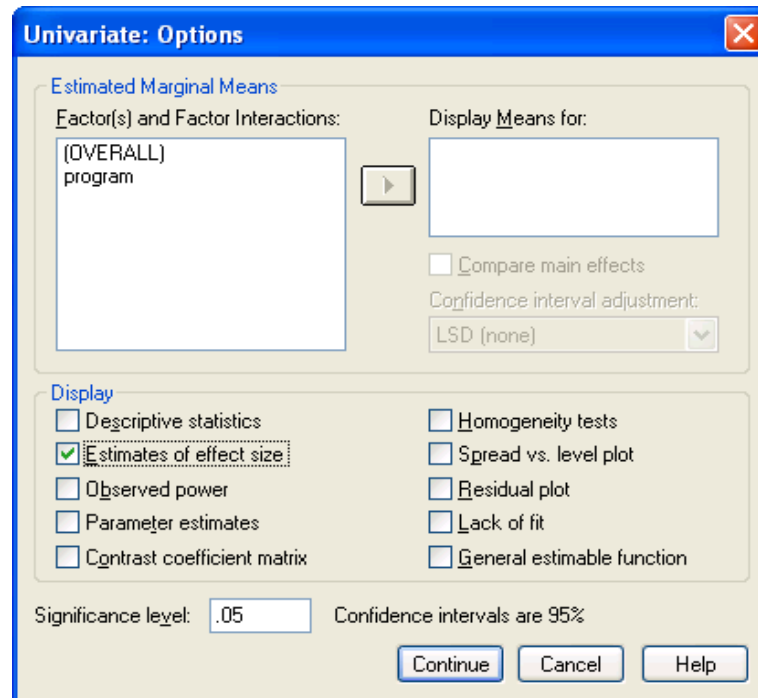 Univariate: Options
Estimated Marginal Means
Factor(s) and Factor Interactions:
(OVERALL)
program
Display Means for:
Compare main effects
Confidence interval adjustment:
LSD (none)
Display
Descriptive statistics
Estimates of effect size
Observed power
Parameter estimates
Contrast coefficient matrix
Homogeneity tests
Spread vs. level plot
Residual plot
Lack of fit
General estimable function
Significance level: .05 Confidence intervals are 95%
Continue Cancel Help